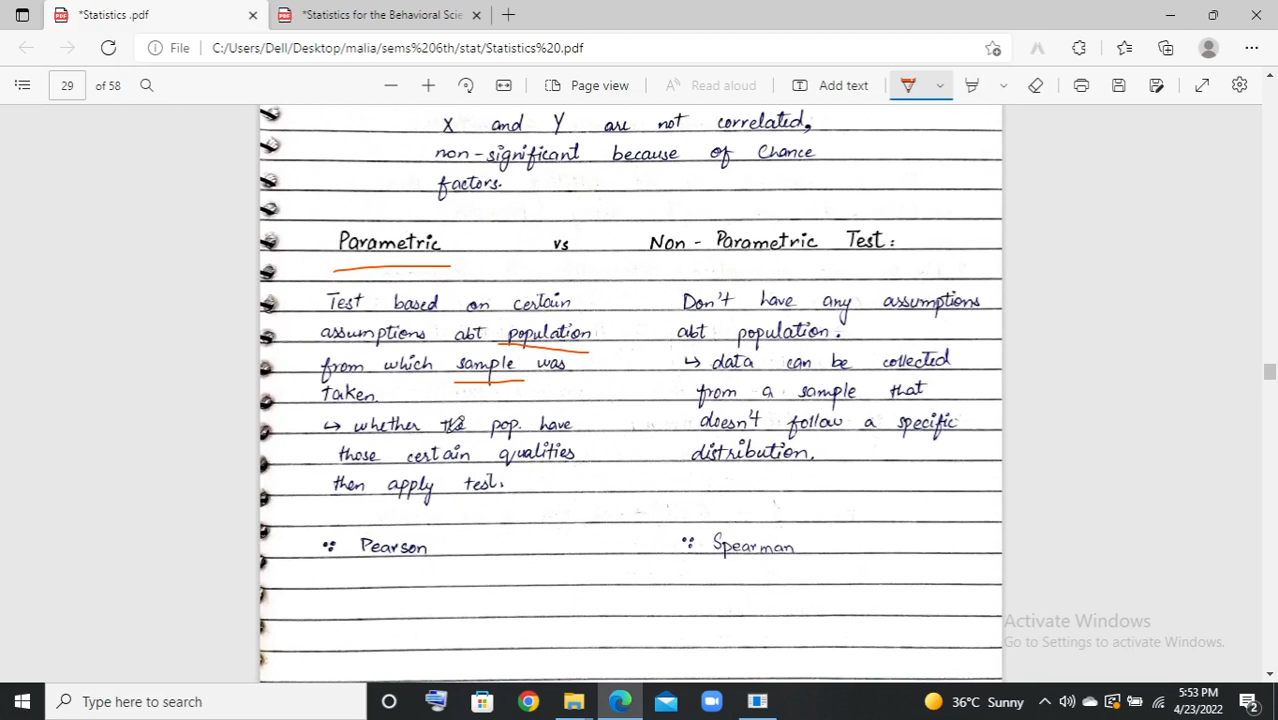 *Statistics .pdf
*Statistics for the Behavioral Scie
File
C:/Users/Dell/Desktop/malia/sems%206th/stat/Statistics%20.pdf
29 of 58
Page view
Read aloud
Add text
X and Y are not correlated,
non-significant because of Chance
factors.
Parametric vs Non - Parametric Test:
Test based on certain
assumptions abt population
from which sample was
taken.
↳ whether the pop. have
those certain qualities
then apply test.
Don't have any assumptions
abt population.
↳ data can be collected
from a sample that
doesn't follow a specific
distribution.
∵ Pearson
∵ Spearman
Activate Windows
Go to Settings to activate Windows.
Type here to search
36°C Sunny
5:53 PM
4/23/2022
2